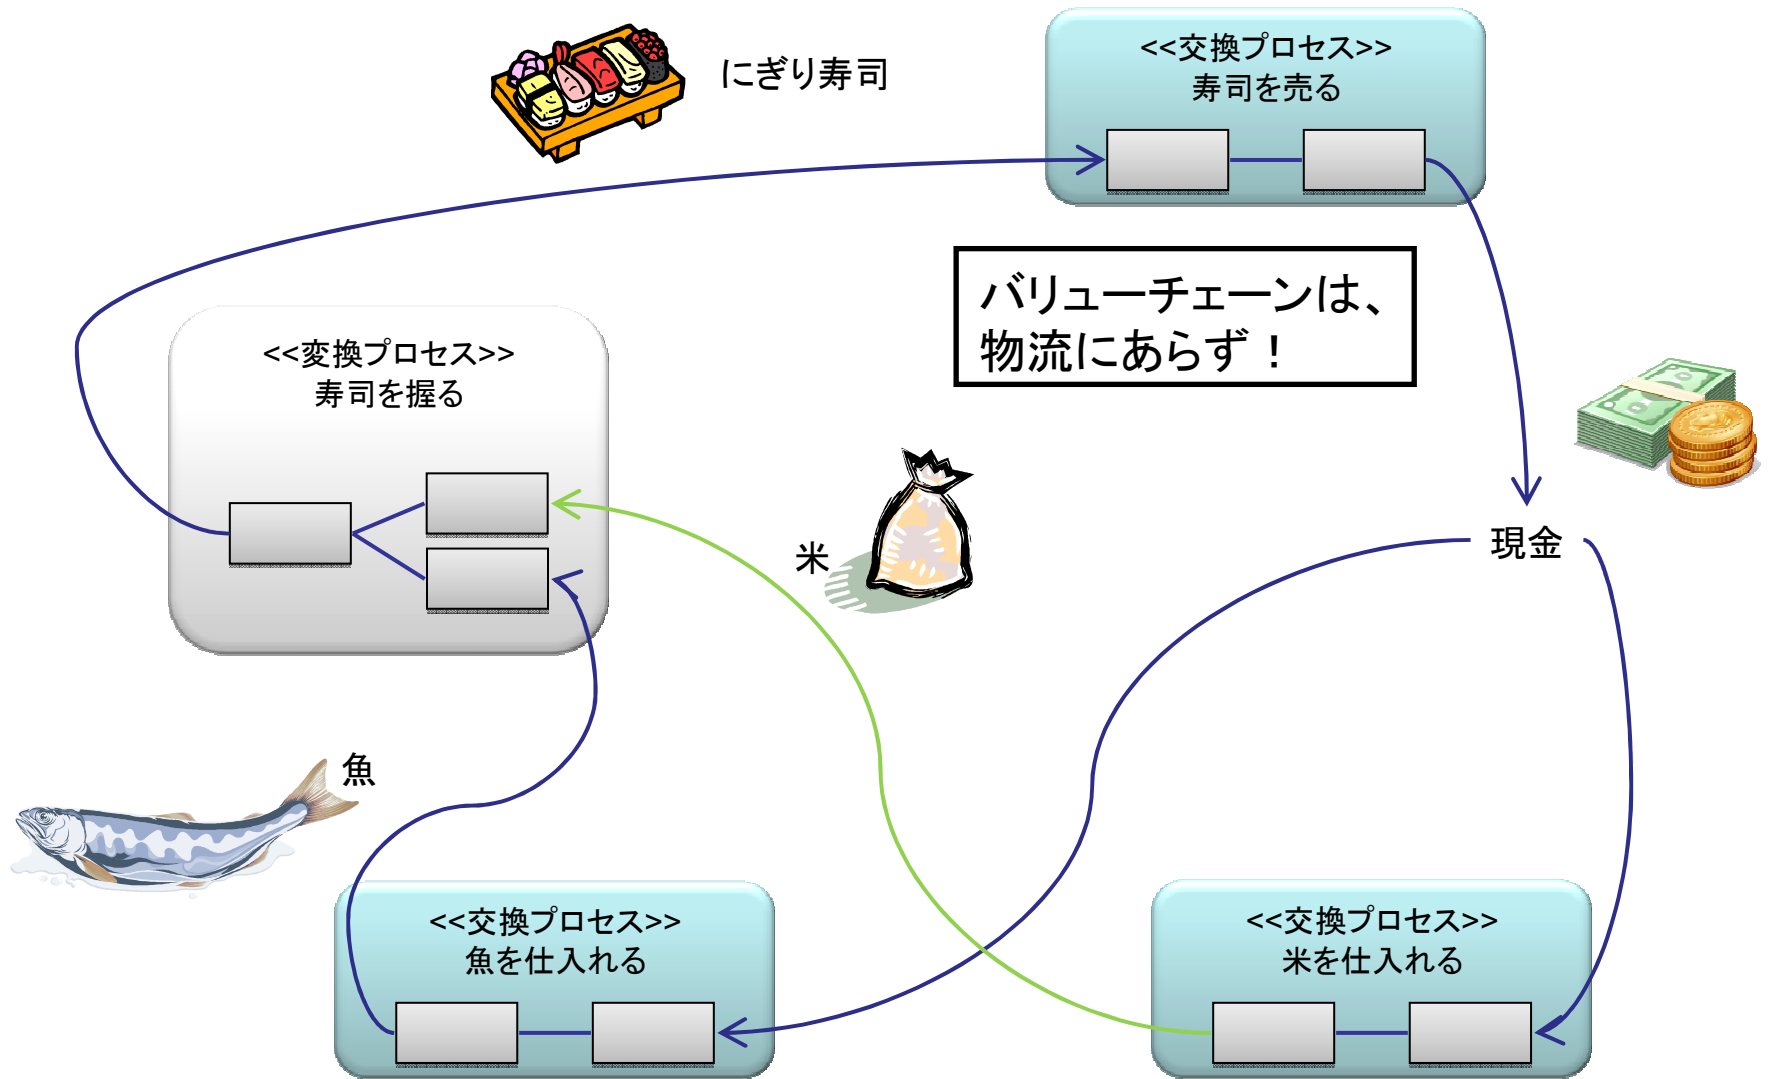 にぎり寿司
<<交換プロセス>>
寿司を売る
バリューチェーンは、
物流にあらず！
<<変換プロセス>>
寿司を握る
米
現金
魚
<<交換プロセス>>
魚を仕入れる
<<交換プロセス>>
米を仕入れる